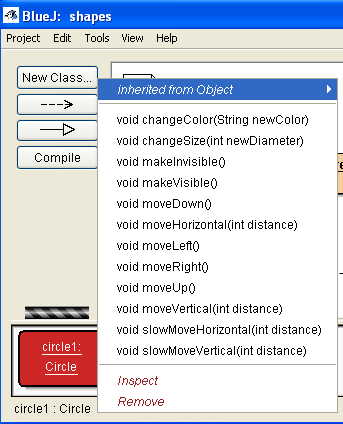 BlueJ: shapes
Project Edit Tools View Help
New Class...
Compile
inherited from Object
void changeColor(String newColor)
void changeSize(int newDiameter)
void makeInvisible()
void makeVisible()
void moveDown()
void moveHorizontal(int distance)
void moveLeft()
void moveRight()
void moveUp()
void moveVertical(int distance)
void slowMoveHorizontal(int distance)
void slowMoveVertical(int distance)
Inspect
Remove
circle1:
Circle
circle1 : Circle